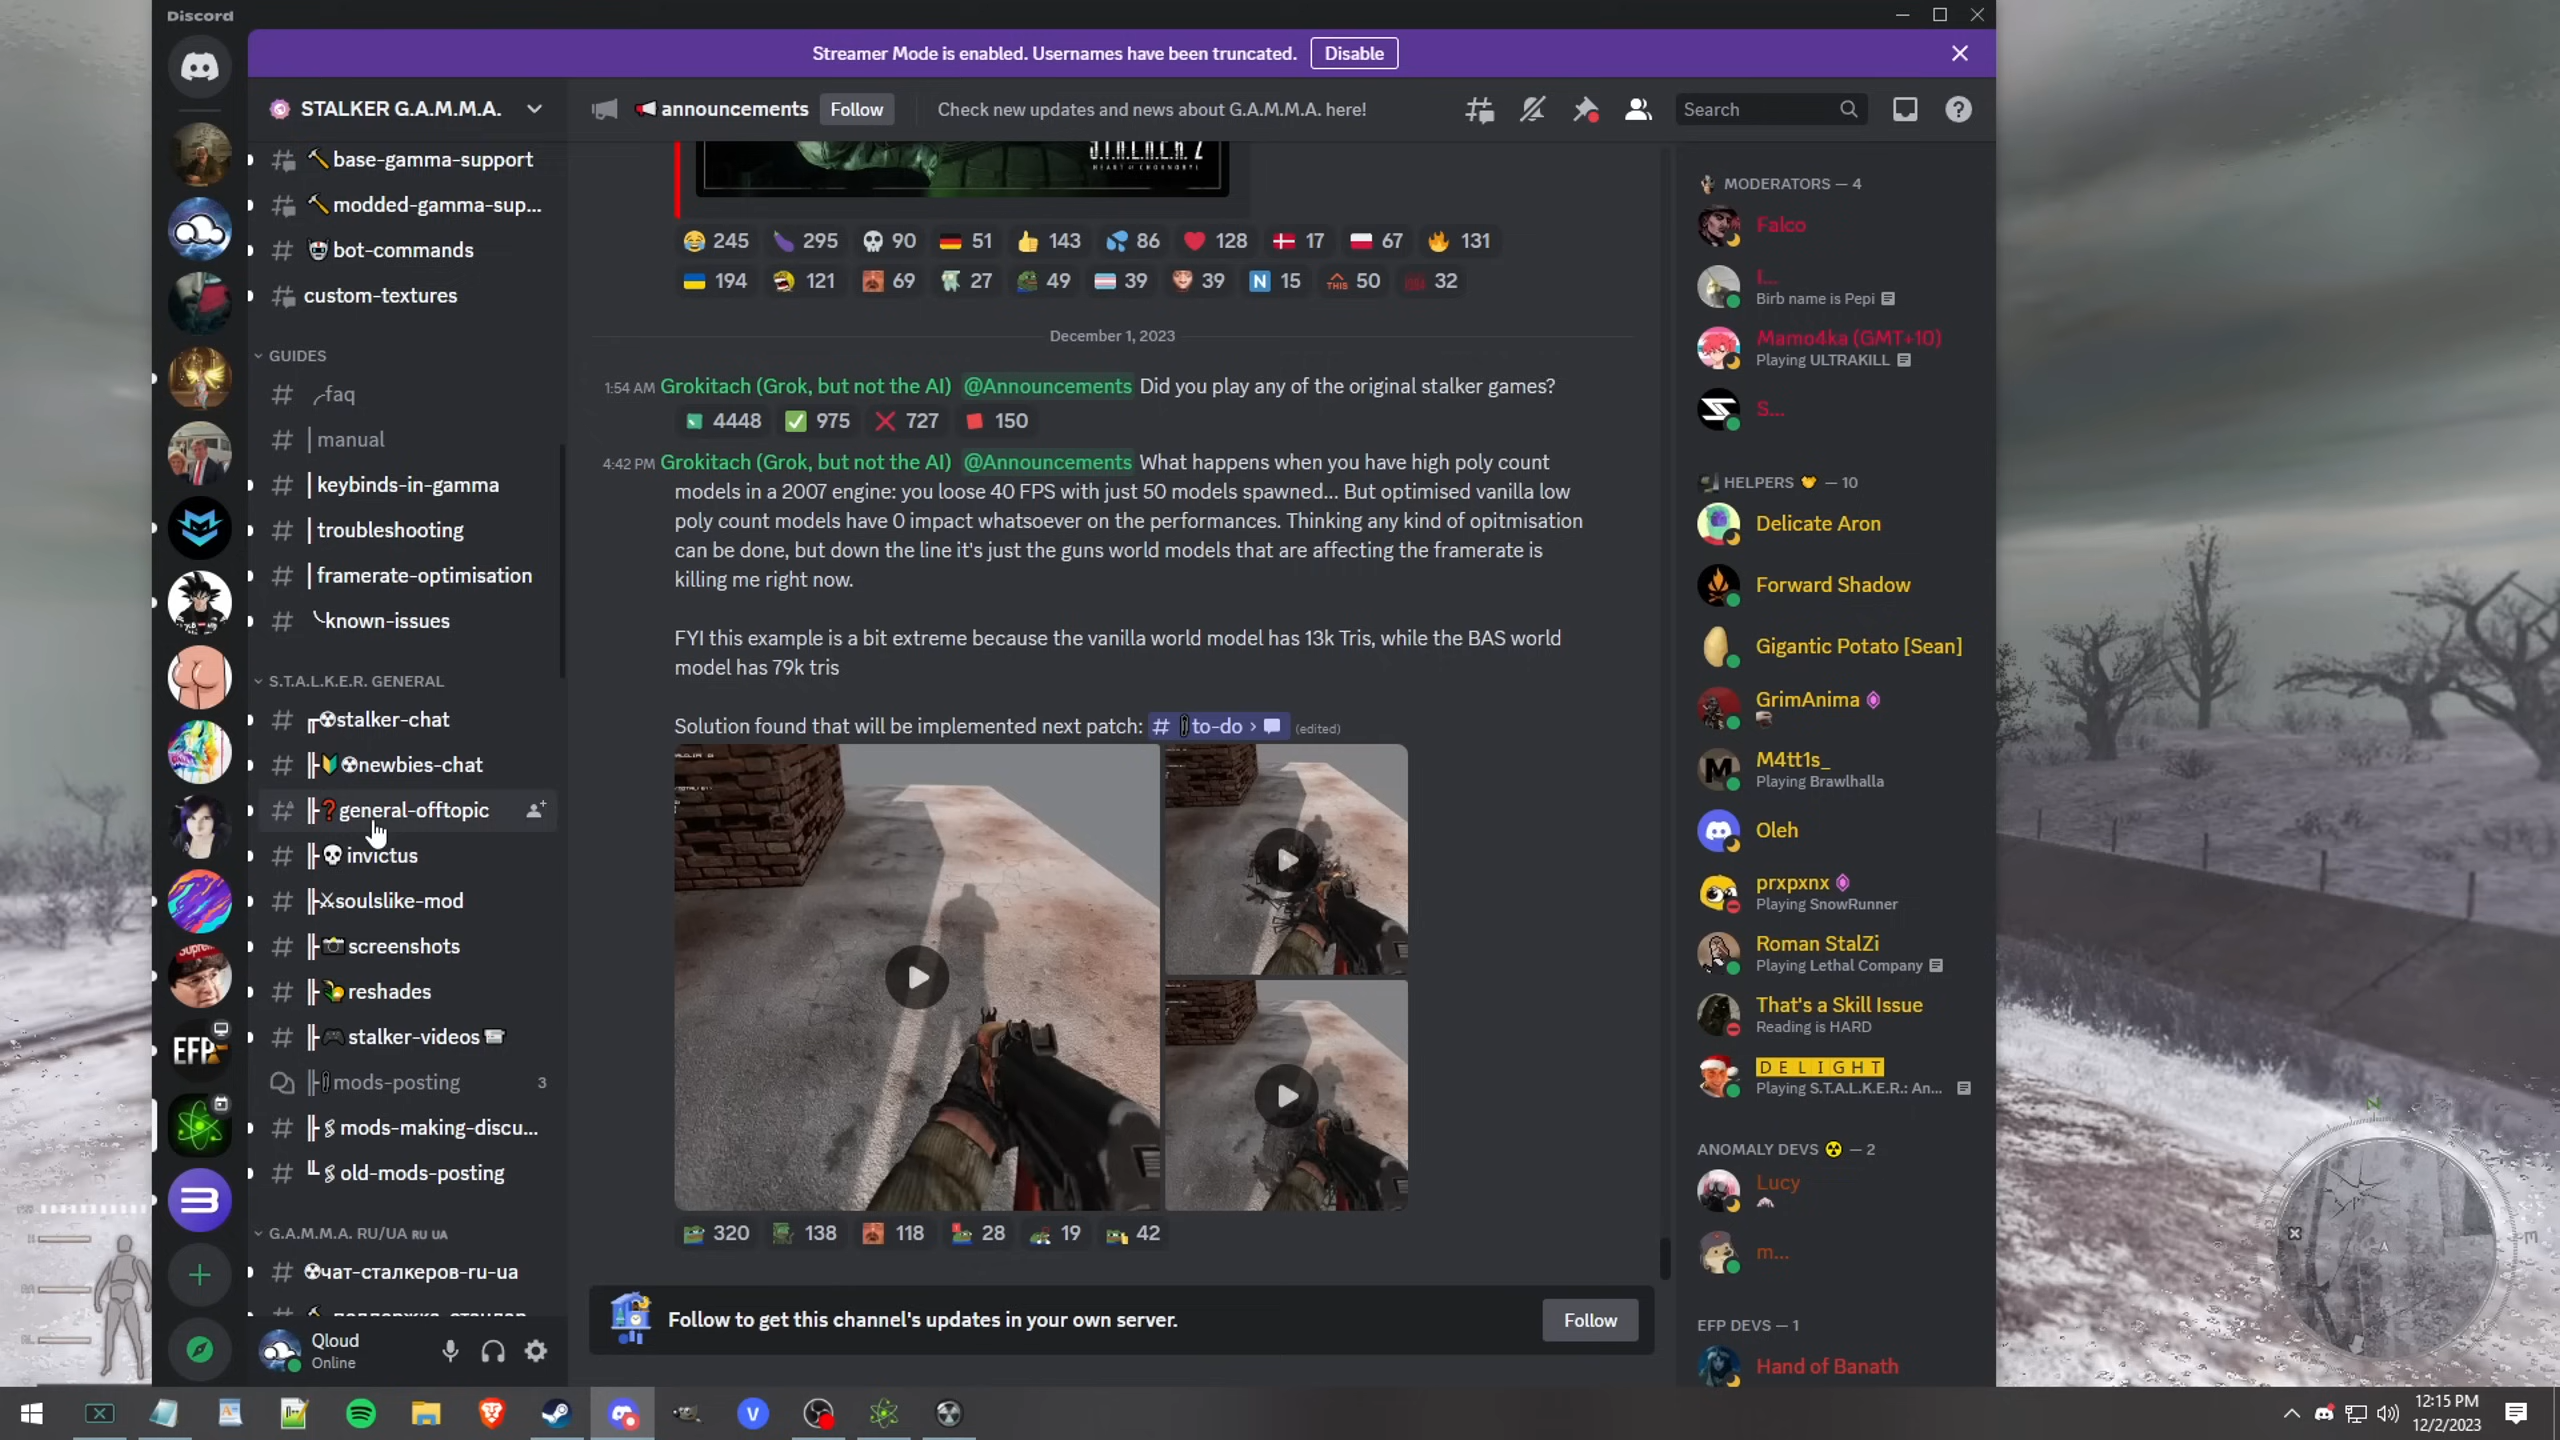 Discord
Streamer Mode is enabled. Usernames have been truncated. Disable
STALKER G.A.M.M.A.
base-gamma-support
modded-gamma-sup...
bot-commands
custom-textures
GUIDES
faq
manual
keybinds-in-gamma
troubleshooting
framerate-optimisation
known-issues
S.T.A.L.K.E.R. GENERAL
stalker-chat
newbies-chat
general-offtopic
invictus
soulslike-mod
screenshots
reshades
stalker-videos
mods-posting 3
mods-making-discu...
old-mods-posting
G.A.M.M.A. RU/UA RU UA
чат-сталкеров-ru-ua
Qloud
Online
announcements Follow Check new updates and news about G.A.M.M.A. here! Search
S.T.A.L.K.E.R. 2
HEART OF CHORNOBYL
245 295 90 51 143 86 128 17 67 131
194 121 69 27 49 39 39 N 15 THIS 50 32
December 1, 2023
1:54 AM Grokitach (Grok, but not the AI) @Announcements Did you play any of the original stalker games?
4448 975 727 150
4:42 PM Grokitach (Grok, but not the AI) @Announcements What happens when you have high poly count
models in a 2007 engine: you loose 40 FPS with just 50 models spawned... But optimised vanilla low
poly count models have 0 impact whatsoever on the performances. Thinking any kind of opitmisation
can be done, but down the line it's just the guns world models that are affecting the framerate is
killing me right now.
FYI this example is a bit extreme because the vanilla world model has 13k Tris, while the BAS world
model has 79k tris
Solution found that will be implemented next patch: # to-do › (edited)
320 138 118 28 19 42
Follow to get this channel's updates in your own server. Follow
MODERATORS — 4
Falco
I...
Birb name is Pepi
Mamo4ka (GMT+10)
Playing ULTRAKILL
S...
HELPERS — 10
Delicate Aron
Forward Shadow
Gigantic Potato [Sean]
GrimAnima
M4tt1s_
Playing Brawlhalla
Oleh
prxpxnx
Playing SnowRunner
Roman StalZi
Playing Lethal Company
That's a Skill Issue
Reading is HARD
DELIGHT
Playing S.T.A.L.K.E.R.: An...
ANOMALY DEVS — 2
Lucy
m...
EFP DEVS — 1
Hand of Banath
EFP
N
12:15 PM
12/2/2023